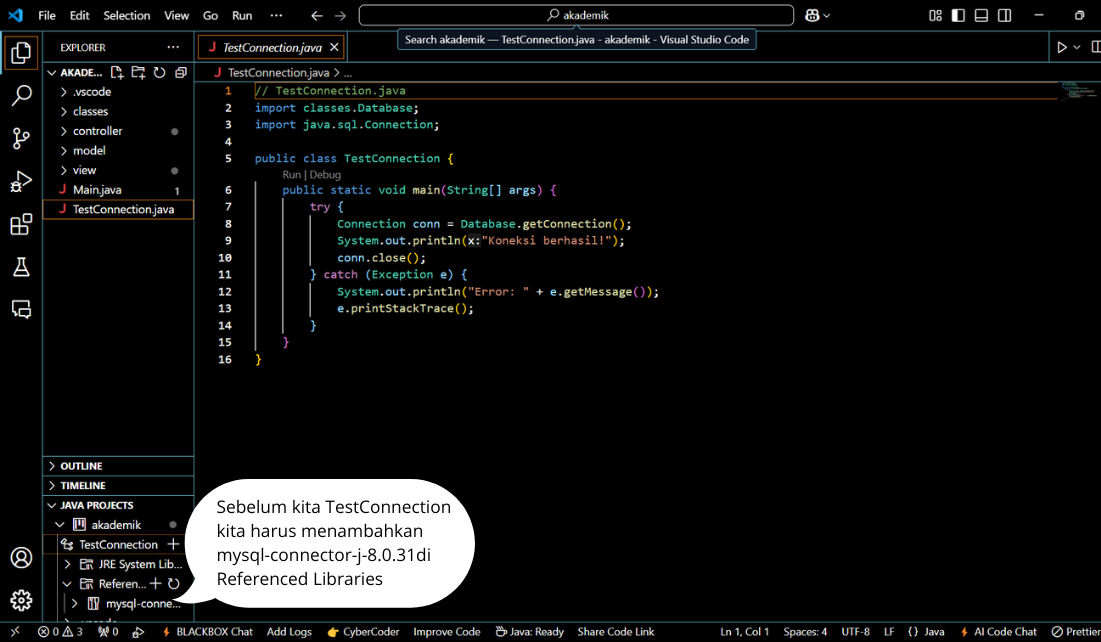 File Edit Selection View Go Run ··· akademik
Search akademik — TestConnection.java - akademik - Visual Studio Code
EXPLORER ···
TestConnection.java
AKADE...
TestConnection.java > ...
.vscode
classes
controller
model
view
Main.java 1
TestConnection.java
1 // TestConnection.java
2 import classes.Database;
3 import java.sql.Connection;
4
5 public class TestConnection {
Run | Debug
6 public static void main(String[] args) {
7 try {
8 Connection conn = Database.getConnection();
9 System.out.println(x:"Koneksi berhasil!");
10 conn.close();
11 } catch (Exception e) {
12 System.out.println("Error: " + e.getMessage());
13 e.printStackTrace();
14 }
15 }
16 }
OUTLINE
TIMELINE
JAVA PROJECTS
akademik
TestConnection
JRE System Lib...
Referen...
mysql-conne...
Sebelum kita TestConnection
kita harus menambahkan
mysql-connector-j-8.0.31di
Referenced Libraries
0 3 0 BLACKBOX Chat Add Logs CyberCoder Improve Code Java: Ready Share Code Link Ln 1, Col 1 Spaces: 4 UTF-8 LF {} Java AI Code Chat Prettier